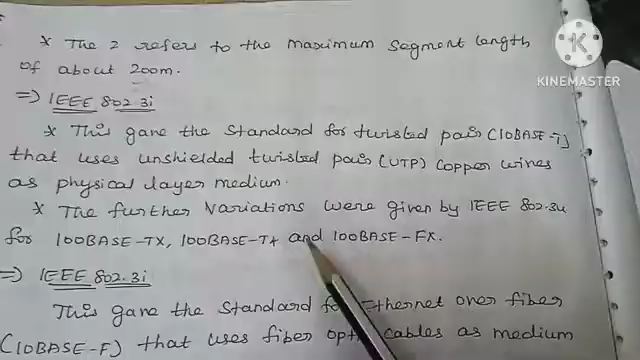 * The 2 refers to the maximum segment length
of about 200m.
=> IEEE 802.3i
* This gave the standard for twisted pair (10BASE-T)
that uses unshielded twisted pair (UTP) copper wires
as physical layer medium.
* The further variations were given by IEEE 802.3u
for 100BASE-TX, 100BASE-T4 and 100BASE-FX.
=> IEEE 802.3i
This gave the standard for Ethernet over fiber
(10BASE-F) that uses fiber optic cables as medium
KINEMASTER